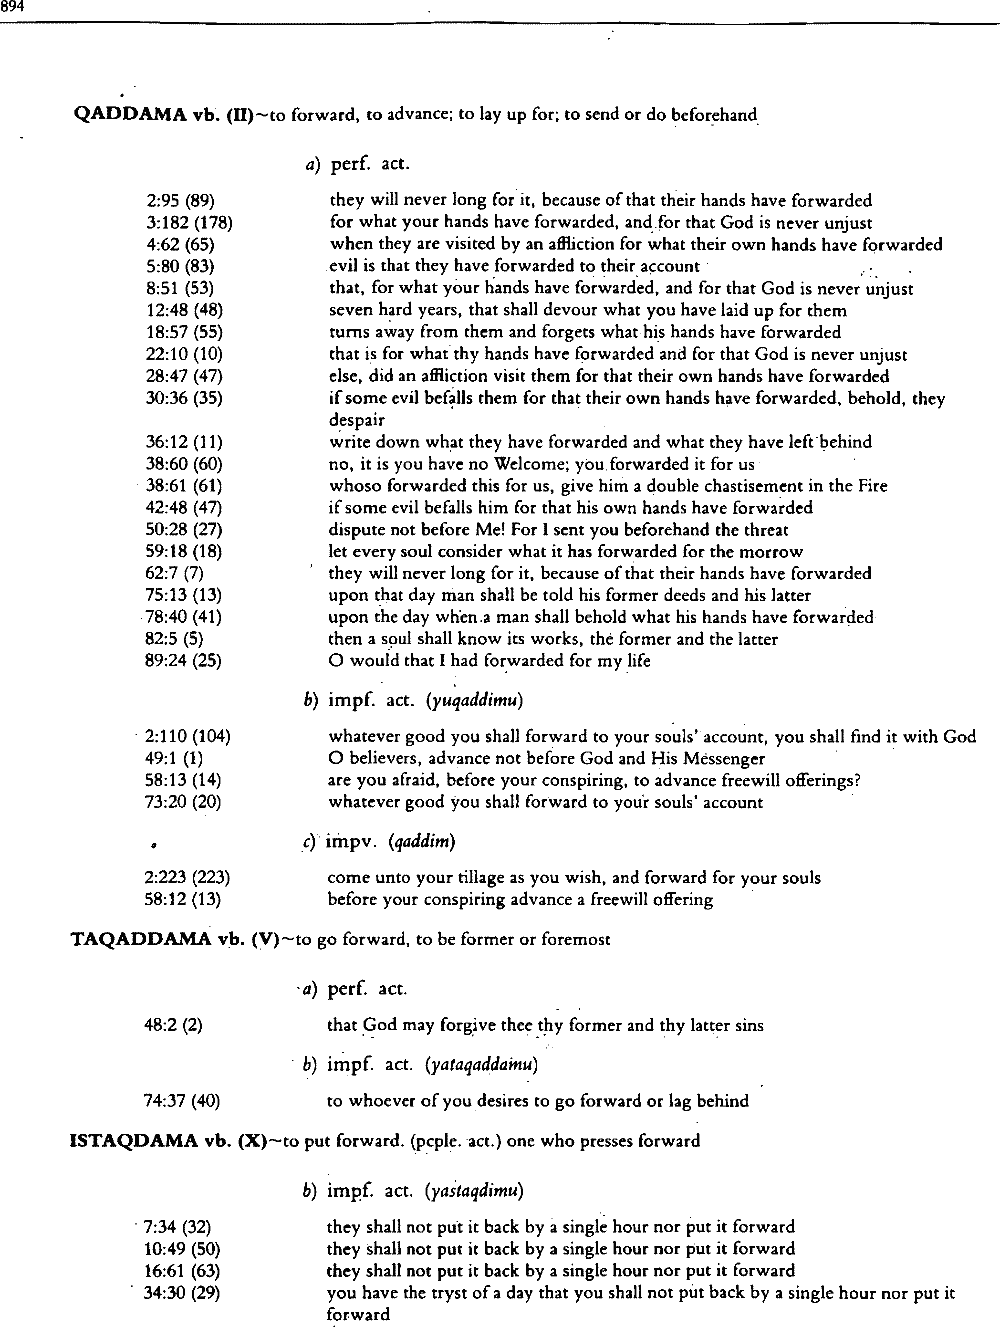 894
QADDAMA vb. (II)~to forward, to advance; to lay up for; to send or do beforehand
a) perf. act.
2:95 (89) they will never long for it, because of that their hands have forwarded
3:182 (178) for what your hands have forwarded, and for that God is never unjust
4:62 (65) when they are visited by an affliction for what their own hands have forwarded
5:80 (83) evil is that they have forwarded to their account
8:51 (53) that, for what your hands have forwarded, and for that God is never unjust
12:48 (48) seven hard years, that shall devour what you have laid up for them
18:57 (55) turns away from them and forgets what his hands have forwarded
22:10 (10) that is for what thy hands have forwarded and for that God is never unjust
28:47 (47) else, did an affliction visit them for that their own hands have forwarded
30:36 (35) if some evil befalls them for that their own hands have forwarded, behold, they
despair
36:12 (11) write down what they have forwarded and what they have left behind
38:60 (60) no, it is you have no Welcome; you forwarded it for us
38:61 (61) whoso forwarded this for us, give him a double chastisement in the Fire
42:48 (47) if some evil befalls him for that his own hands have forwarded
50:28 (27) dispute not before Me! For I sent you beforehand the threat
59:18 (18) let every soul consider what it has forwarded for the morrow
62:7 (7) they will never long for it, because of that their hands have forwarded
75:13 (13) upon that day man shall be told his former deeds and his latter
78:40 (41) upon the day when a man shall behold what his hands have forwarded
82:5 (5) then a soul shall know its works, the former and the latter
89:24 (25) O would that I had forwarded for my life
b) impf. act. (yuqaddimu)
2:110 (104) whatever good you shall forward to your souls' account, you shall find it with God
49:1 (1) O believers, advance not before God and His Messenger
58:13 (14) are you afraid, before your conspiring, to advance freewill offerings?
73:20 (20) whatever good you shall forward to your souls' account
c) impv. (qaddim)
2:223 (223) come unto your tillage as you wish, and forward for your souls
58:12 (13) before your conspiring advance a freewill offering
TAQADDAMA vb. (V)~to go forward, to be former or foremost
a) perf. act.
48:2 (2) that God may forgive thee thy former and thy latter sins
b) impf. act. (yataqaddamu)
74:37 (40) to whoever of you desires to go forward or lag behind
ISTAQDAMA vb. (X)~to put forward. (pcple. act.) one who presses forward
b) impf. act. (yastaqdimu)
7:34 (32) they shall not put it back by a single hour nor put it forward
10:49 (50) they shall not put it back by a single hour nor put it forward
16:61 (63) they shall not put it back by a single hour nor put it forward
34:30 (29) you have the tryst of a day that you shall not put back by a single hour nor put it
forward